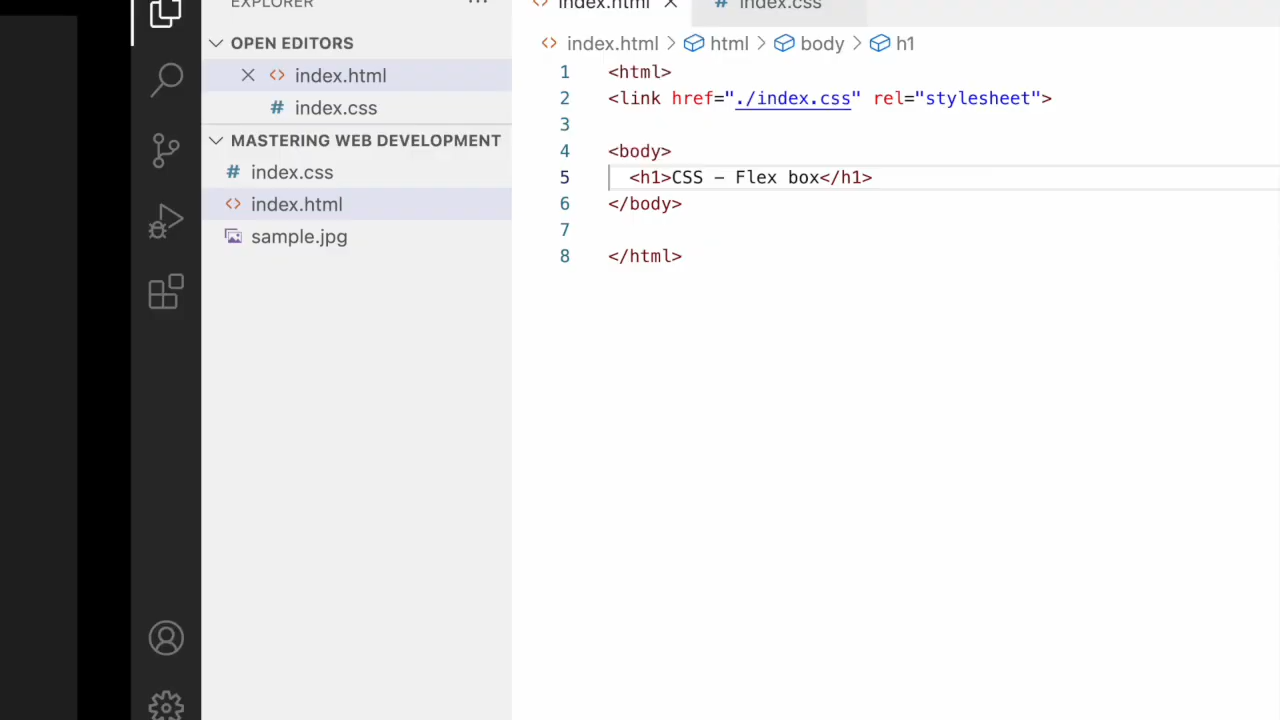 EXPLORER
index.html
index.css
OPEN EDITORS
index.html > html > body > h1
index.html
index.css
MASTERING WEB DEVELOPMENT
index.css
index.html
sample.jpg
1 <html>
2 <link href="./index.css" rel="stylesheet">
3
4 <body>
5 <h1>CSS – Flex box</h1>
6 </body>
7
8 </html>